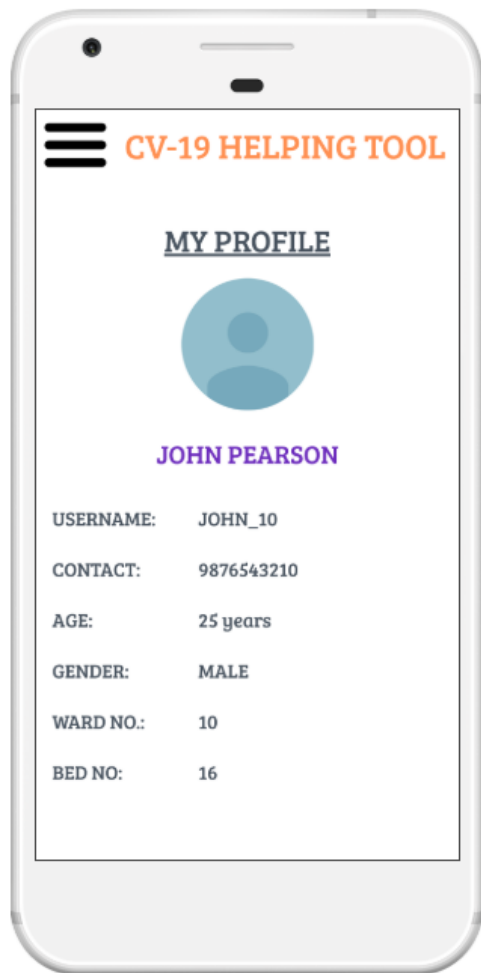 CV-19 HELPING TOOL
MY PROFILE
JOHN PEARSON
USERNAME: JOHN_10
CONTACT: 9876543210
AGE: 25 years
GENDER: MALE
WARD NO.: 10
BED NO: 16